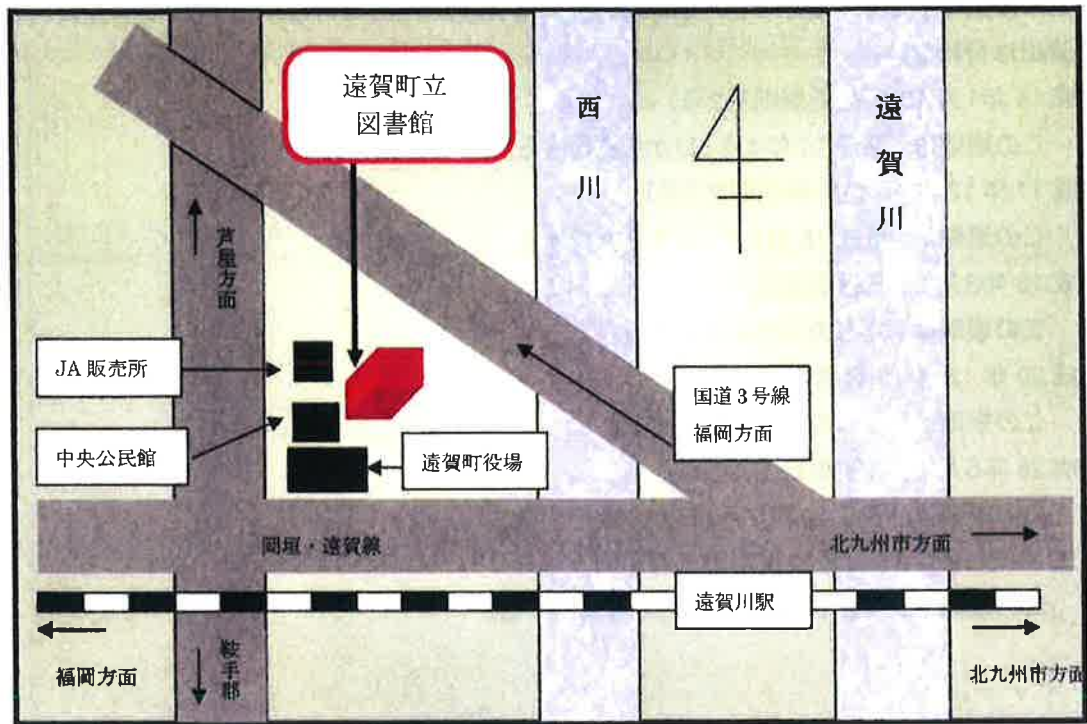 遠賀町立
図書館
西川
遠賀川
芦屋方面
JA 販売所
中央公民館
遠賀町役場
国道3号線
福岡方面
岡垣・遠賀線
北九州市方面
遠賀川駅
福岡方面
鞍手郡
北九州市方面